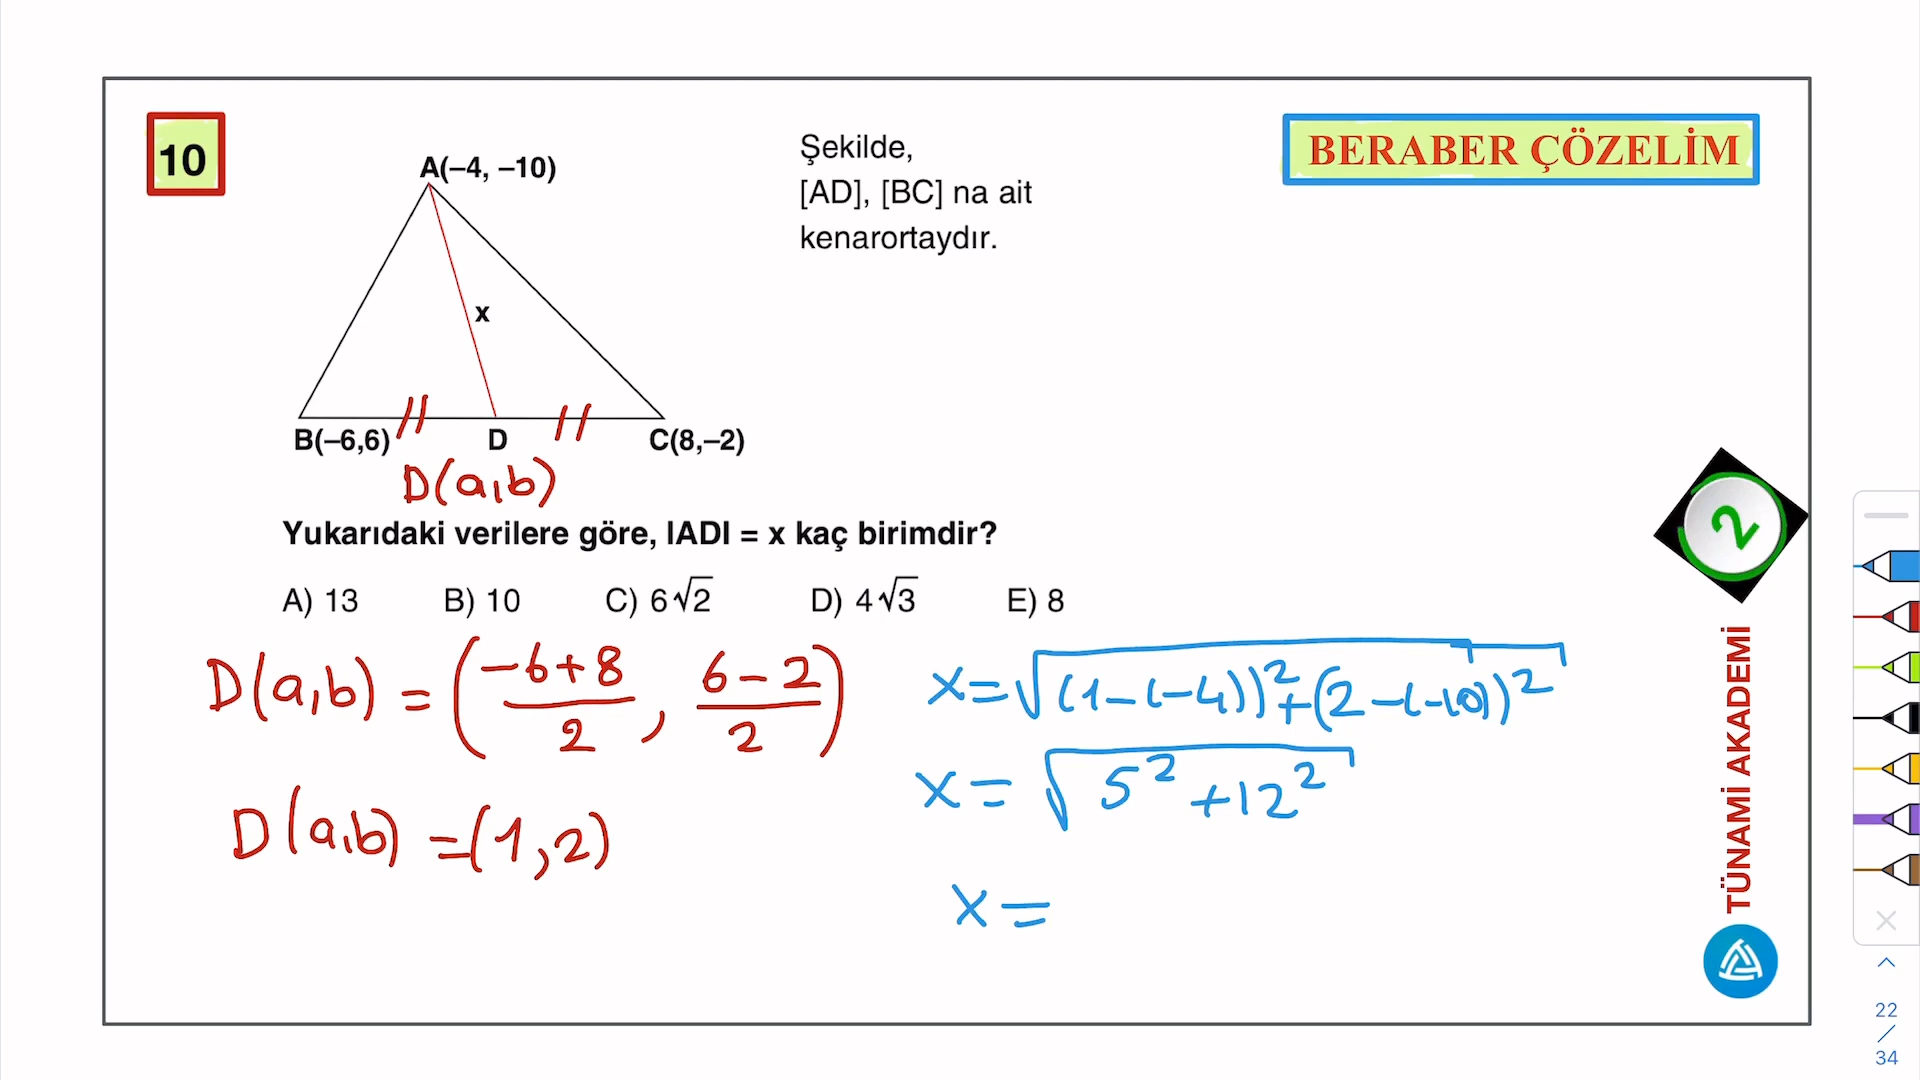 10
A(–4, –10)
x
B(–6,6)
D
C(8,–2)
D(a,b)
Şekilde,
[AD], [BC] na ait
kenarortaydır.
BERABER ÇÖZELİM
Yukarıdaki verilere göre, IADI = x kaç birimdir?
A) 13 B) 10 C) 6√2 D) 4√3 E) 8
D(a,b) = (-6+8/2, 6-2/2)
D(a,b) = (1,2)
x = √(1-(-4))²+(2-(-10))²
x = √5²+12²
x =
2
TÜNAMİ AKADEMİ
22
/
34